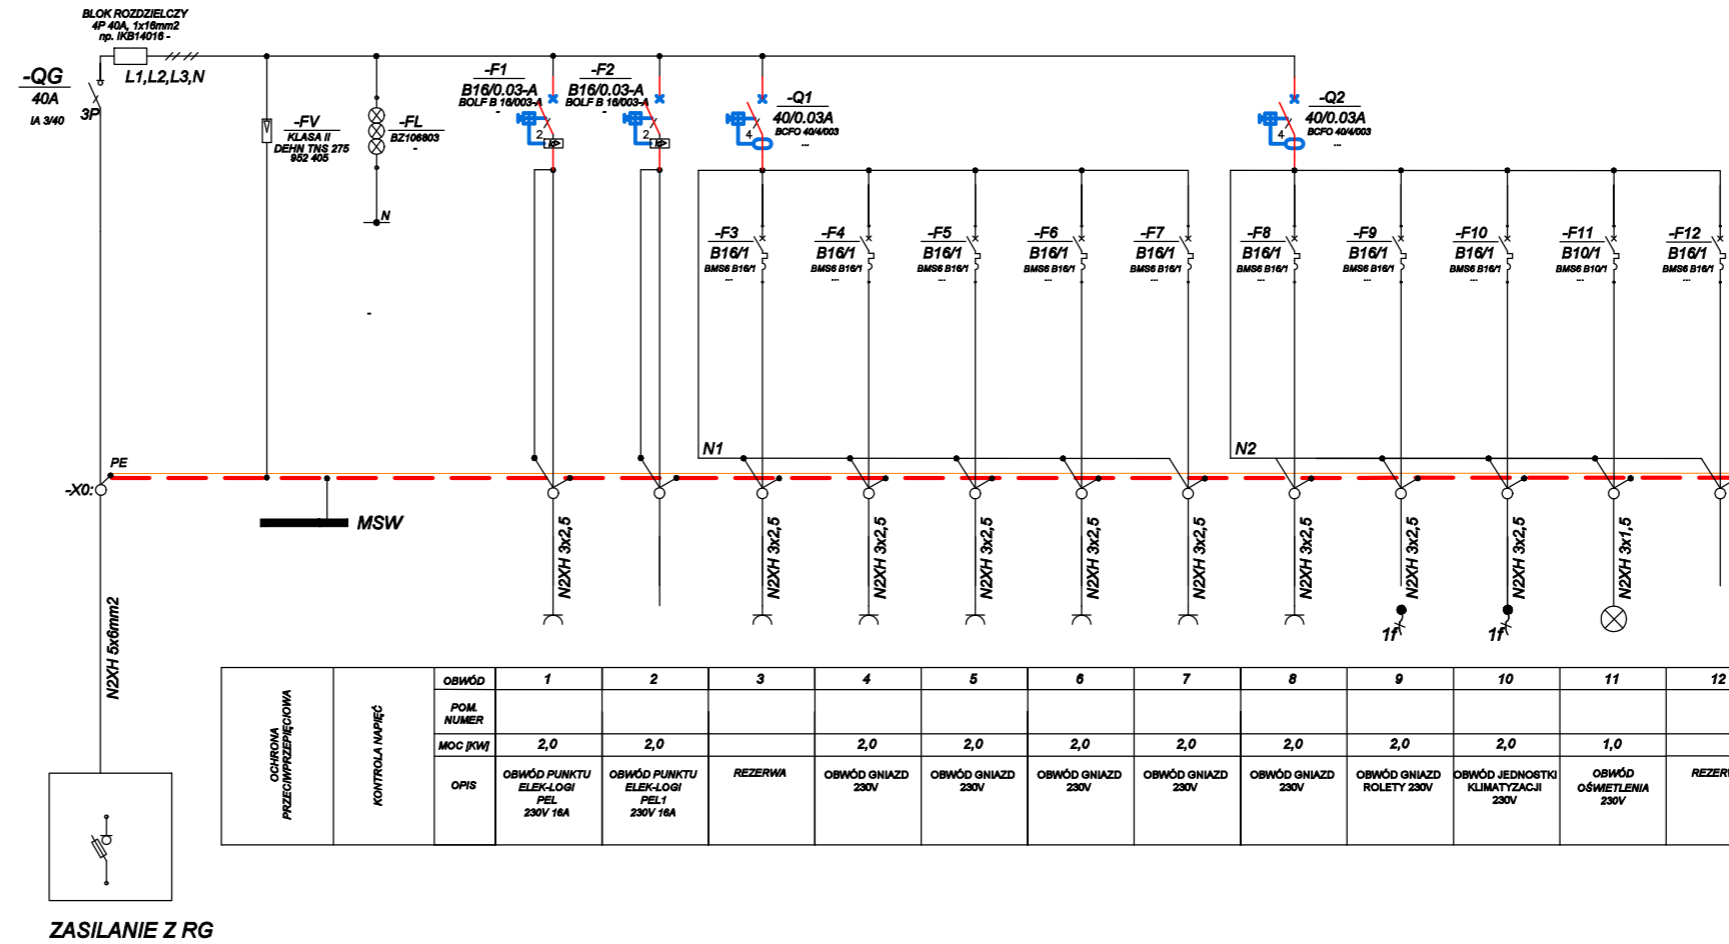 BLOK ROZDZIELCZY
4P 40A, 1x16mm2
np. IKB14016 -
L1,L2,L3,N
-QG
40A
IA 3/40
3P
-FV
KLASA II
DEHN TNS 275
952 405
-FL
BZ106803
-
N
-
-F1
B16/0.03-A
BOLF B 16/003-A
-
2
-F2
B16/0.03-A
BOLF B 16/003-A
-
2
-Q1
40/0.03A
BCFO 40/4/003
...
4
-Q2
40/0.03A
BCFO 40/4/003
...
4
-F3
B16/1
BMS6 B16/1
...
-F4
B16/1
BMS6 B16/1
...
-F5
B16/1
BMS6 B16/1
...
-F6
B16/1
BMS6 B16/1
...
-F7
B16/1
BMS6 B16/1
...
-F8
B16/1
BMS6 B16/1
...
-F9
B16/1
BMS6 B16/1
...
-F10
B16/1
BMS6 B16/1
...
-F11
B10/1
BMS6 B10/1
...
-F12
B16/1
BMS6 B16/1
...
N1
N2
PE
-X0:
MSW
N2XH 5x6mm2
N2XH 3x2,5
N2XH 3x2,5
N2XH 3x2,5
N2XH 3x2,5
N2XH 3x2,5
N2XH 3x2,5
N2XH 3x2,5
N2XH 3x2,5
N2XH 3x2,5
N2XH 3x1,5
1f
1f
OCHRONA
PRZECIWPRZEPIĘCIOWA
KONTROLA NAPIĘĆ
OBWÓD 1 2 3 4 5 6 7 8 9 10 11 12
POM.
NUMER
MOC [KW] 2,0 2,0 2,0 2,0 2,0 2,0 2,0 2,0 2,0 1,0
OPIS
OBWÓD PUNKTU
ELEK-LOGI
PEL
230V 16A
OBWÓD PUNKTU
ELEK-LOGI
PEL1
230V 16A
REZERWA
OBWÓD GNIAZD
230V
OBWÓD GNIAZD
230V
OBWÓD GNIAZD
230V
OBWÓD GNIAZD
230V
OBWÓD GNIAZD
230V
OBWÓD GNIAZD
ROLETY 230V
OBWÓD JEDNOSTKI
KLIMATYZACJI
230V
OBWÓD
OŚWIETLENIA
230V
ZASILANIE Z RG